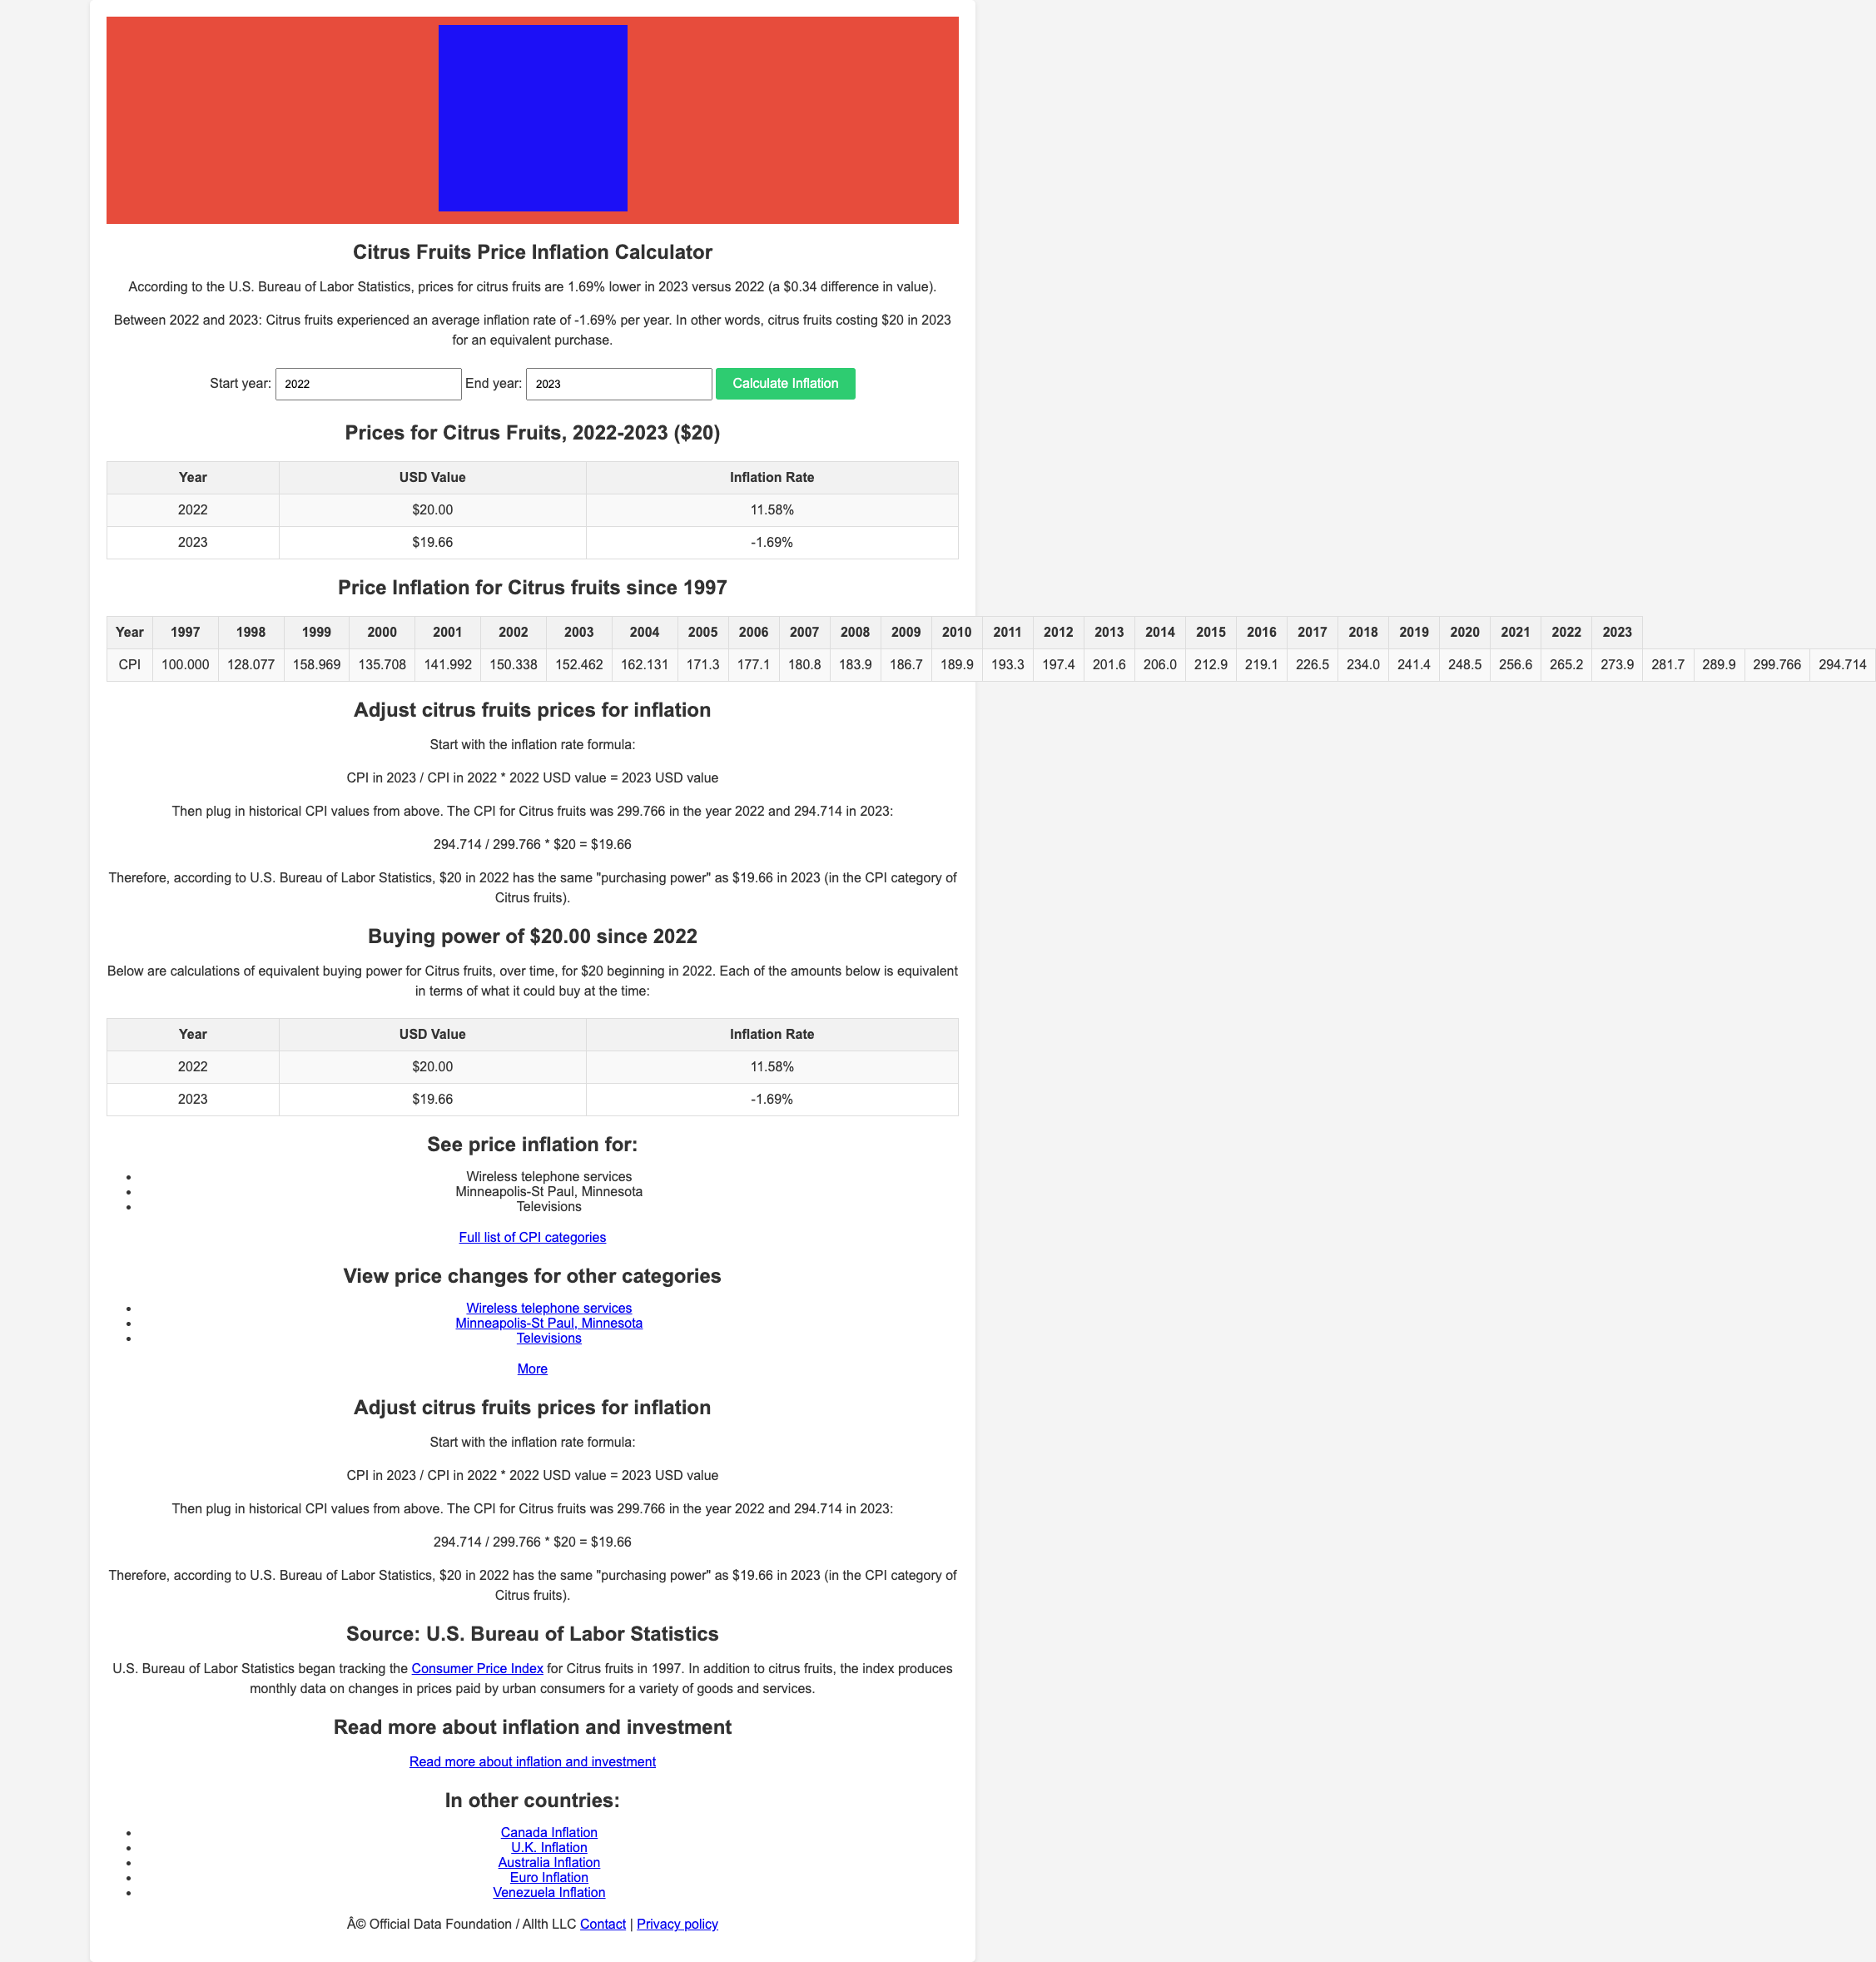 Citrus Fruits Price Inflation Calculator
According to the U.S. Bureau of Labor Statistics, prices for citrus fruits are 1.69% lower in 2023 versus 2022 (a $0.34 difference in value).
Between 2022 and 2023: Citrus fruits experienced an average inflation rate of -1.69% per year. In other words, citrus fruits costing $20 in 2023
for an equivalent purchase.
Start year: 2022 End year: 2023 Calculate Inflation
Prices for Citrus Fruits, 2022-2023 ($20)
Year USD Value Inflation Rate
2022 $20.00 11.58%
2023 $19.66 -1.69%
Price Inflation for Citrus fruits since 1997
Year 1997 1998 1999 2000 2001 2002 2003 2004 2005 2006 2007 2008 2009 2010 2011 2012 2013 2014 2015 2016 2017 2018 2019 2020 2021 2022 2023
CPI 100.000 128.077 158.969 135.708 141.992 150.338 152.462 162.131 171.3 177.1 180.8 183.9 186.7 189.9 193.3 197.4 201.6 206.0 212.9 219.1 226.5 234.0 241.4 248.5 256.6 265.2 273.9 281.7 289.9 299.766 294.714
Adjust citrus fruits prices for inflation
Start with the inflation rate formula:
CPI in 2023 / CPI in 2022 * 2022 USD value = 2023 USD value
Then plug in historical CPI values from above. The CPI for Citrus fruits was 299.766 in the year 2022 and 294.714 in 2023:
294.714 / 299.766 * $20 = $19.66
Therefore, according to U.S. Bureau of Labor Statistics, $20 in 2022 has the same "purchasing power" as $19.66 in 2023 (in the CPI category of
Citrus fruits).
Buying power of $20.00 since 2022
Below are calculations of equivalent buying power for Citrus fruits, over time, for $20 beginning in 2022. Each of the amounts below is equivalent
in terms of what it could buy at the time:
Year USD Value Inflation Rate
2022 $20.00 11.58%
2023 $19.66 -1.69%
See price inflation for:
• Wireless telephone services
• Minneapolis-St Paul, Minnesota
• Televisions
Full list of CPI categories
View price changes for other categories
• Wireless telephone services
• Minneapolis-St Paul, Minnesota
• Televisions
More
Adjust citrus fruits prices for inflation
Start with the inflation rate formula:
CPI in 2023 / CPI in 2022 * 2022 USD value = 2023 USD value
Then plug in historical CPI values from above. The CPI for Citrus fruits was 299.766 in the year 2022 and 294.714 in 2023:
294.714 / 299.766 * $20 = $19.66
Therefore, according to U.S. Bureau of Labor Statistics, $20 in 2022 has the same "purchasing power" as $19.66 in 2023 (in the CPI category of
Citrus fruits).
Source: U.S. Bureau of Labor Statistics
U.S. Bureau of Labor Statistics began tracking the Consumer Price Index for Citrus fruits in 1997. In addition to citrus fruits, the index produces
monthly data on changes in prices paid by urban consumers for a variety of goods and services.
Read more about inflation and investment
Read more about inflation and investment
In other countries:
• Canada Inflation
• U.K. Inflation
• Australia Inflation
• Euro Inflation
• Venezuela Inflation
Â© Official Data Foundation / Allth LLC Contact | Privacy policy